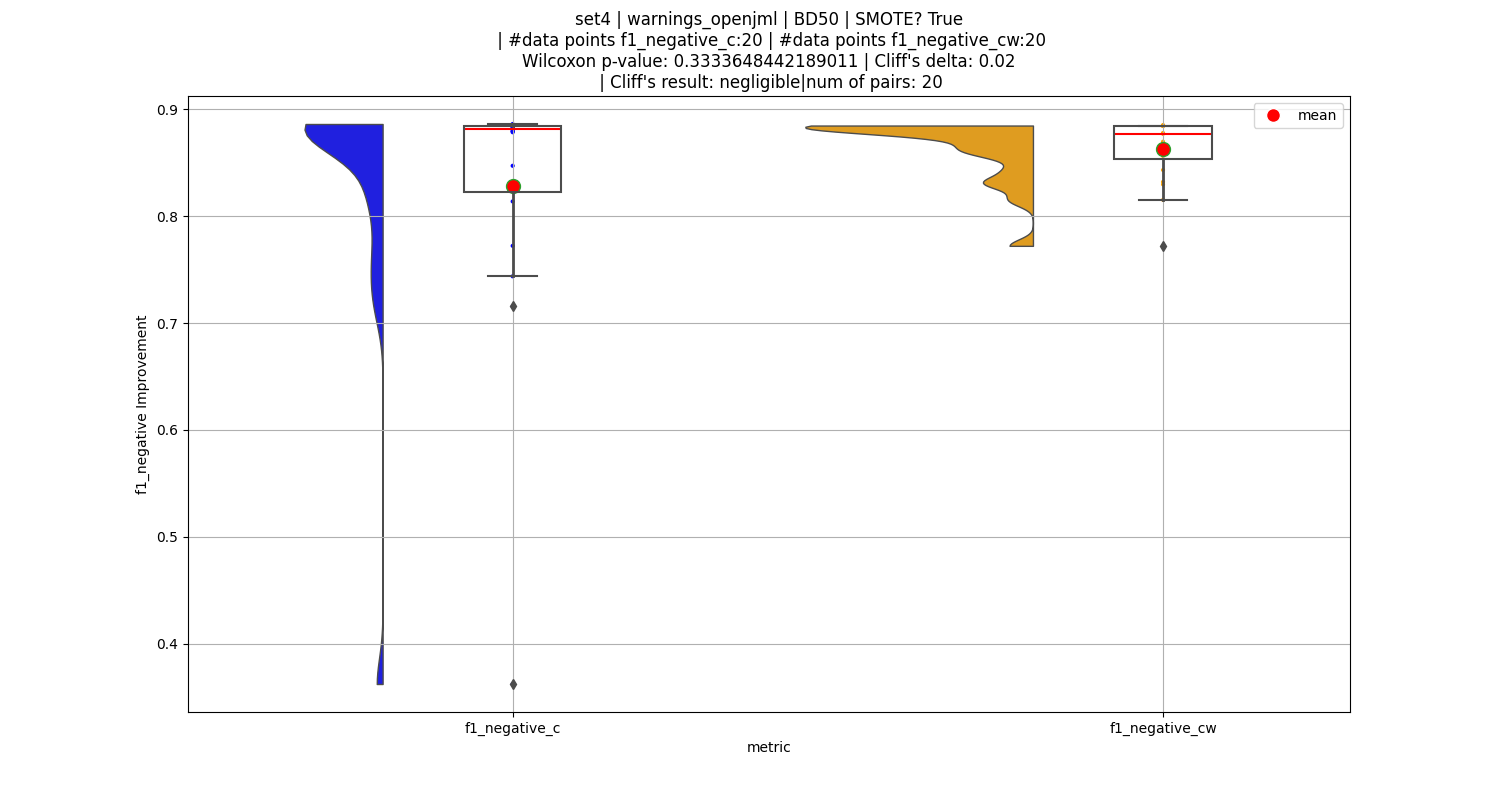 set4 | warnings_openjml | BD50 | SMOTE? True
| #data points f1_negative_c:20 | #data points f1_negative_cw:20
Wilcoxon p-value: 0.3333648442189011 | Cliff's delta: 0.02
| Cliff's result: negligible|num of pairs: 20
mean
0.9
0.8
0.7
0.6
0.5
0.4
f1_negative Improvement
f1_negative_c
f1_negative_cw
metric